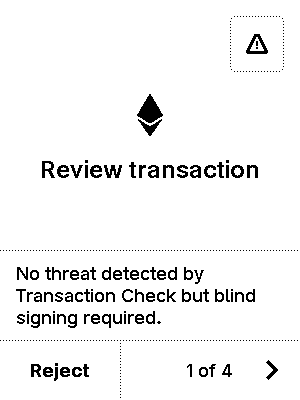 Review transaction
No threat detected by
Transaction Check but blind
signing required.
Reject
1 of 4